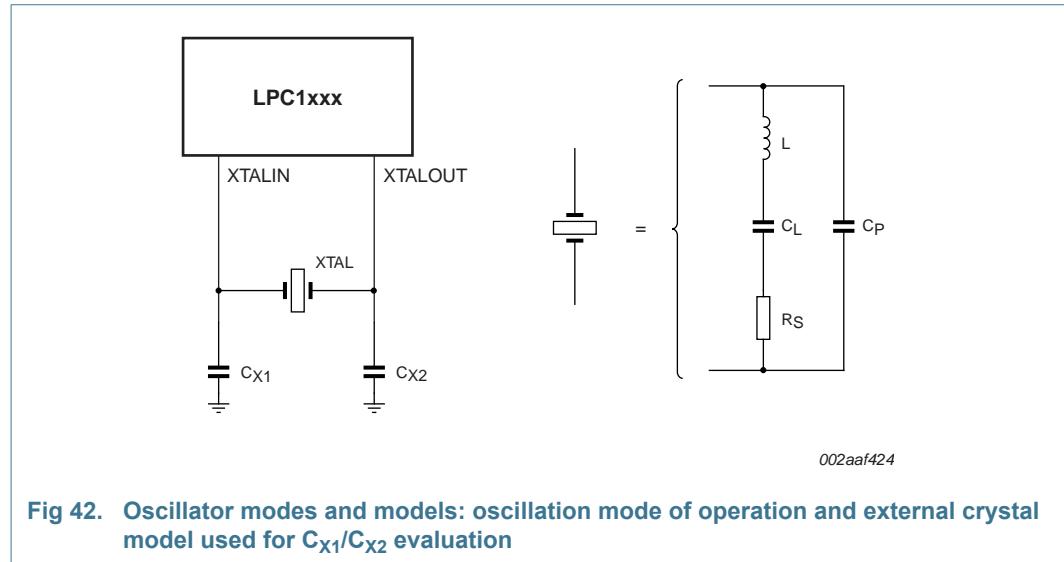 LPC1xxx
XTALIN
XTALOUT
XTAL
CX1
CX2
=
L
CL
CP
RS
002aaf424
Fig 42. Oscillator modes and models: oscillation mode of operation and external crystal
model used for CX1/CX2 evaluation